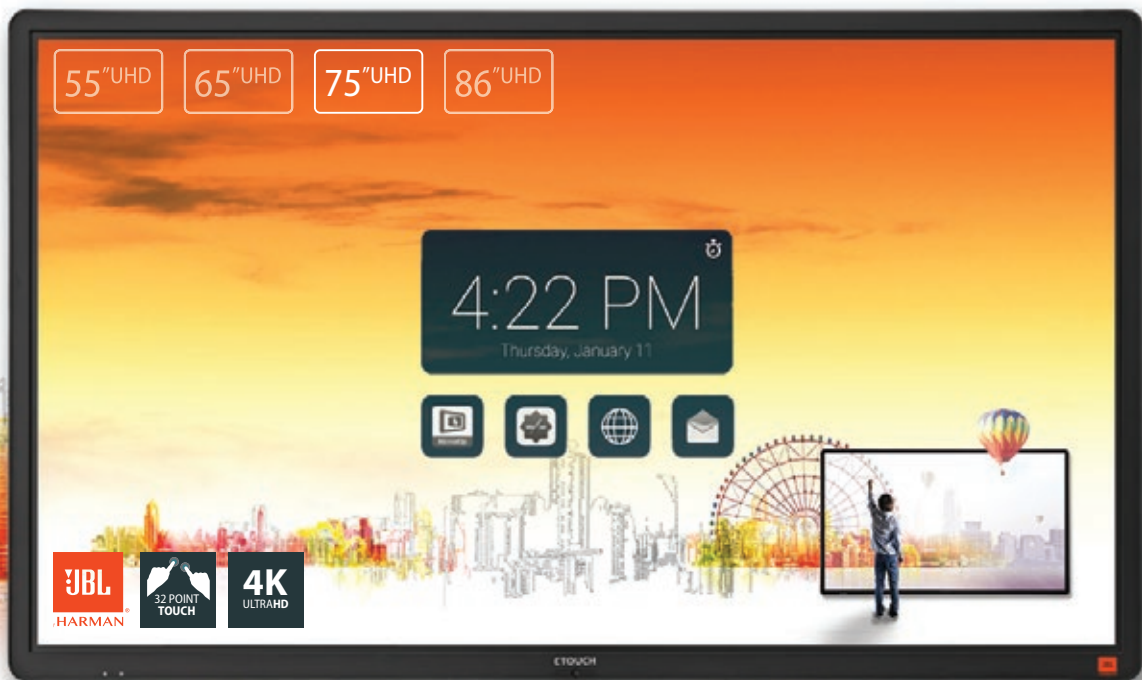 55″UHD
65″UHD
75″UHD
86″UHD
4:22 PM
Thursday, January 11
JBL
HARMAN®
32 POINT
TOUCH
4K
ULTRAHD
CTOUCH
JBL